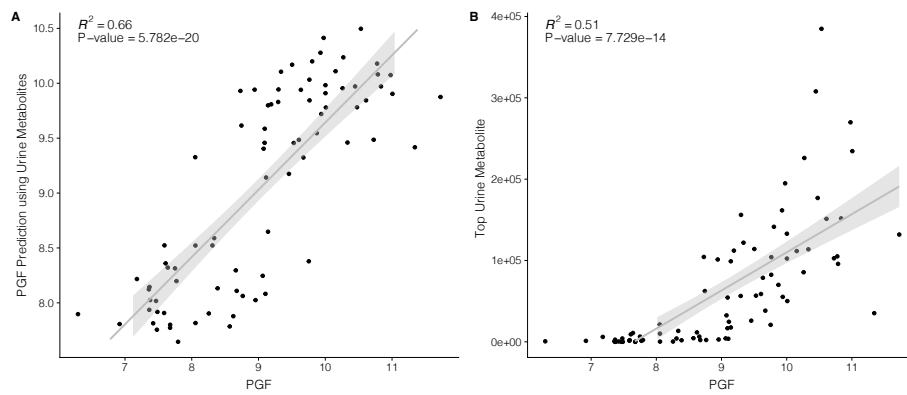 A
R² = 0.66
P−value = 5.782e−20
10.5
10.0
9.5
9.0
8.5
8.0
PGF Prediction using Urine Metabolites
7
8
9
10
11
PGF
B
R² = 0.51
P−value = 7.729e−14
4e+05
3e+05
2e+05
1e+05
0e+00
Top Urine Metabolite
7
8
9
10
11
PGF